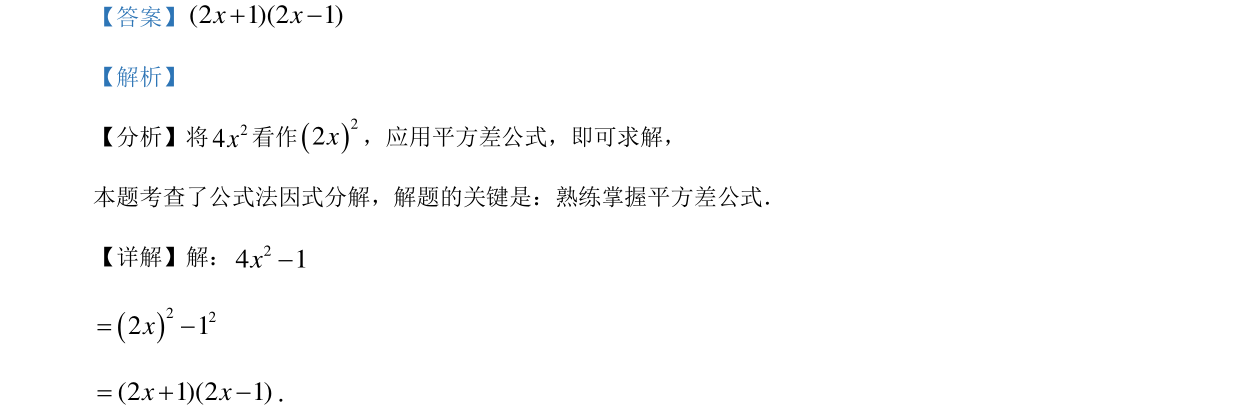 【答案】(2x+1)(2x−1)
【解析】
【分析】将4x²看作(2x)²，应用平方差公式，即可求解，
本题考查了公式法因式分解，解题的关键是：熟练掌握平方差公式．
【详解】解：4x²−1
=(2x)²−1²
=(2x+1)(2x−1)．